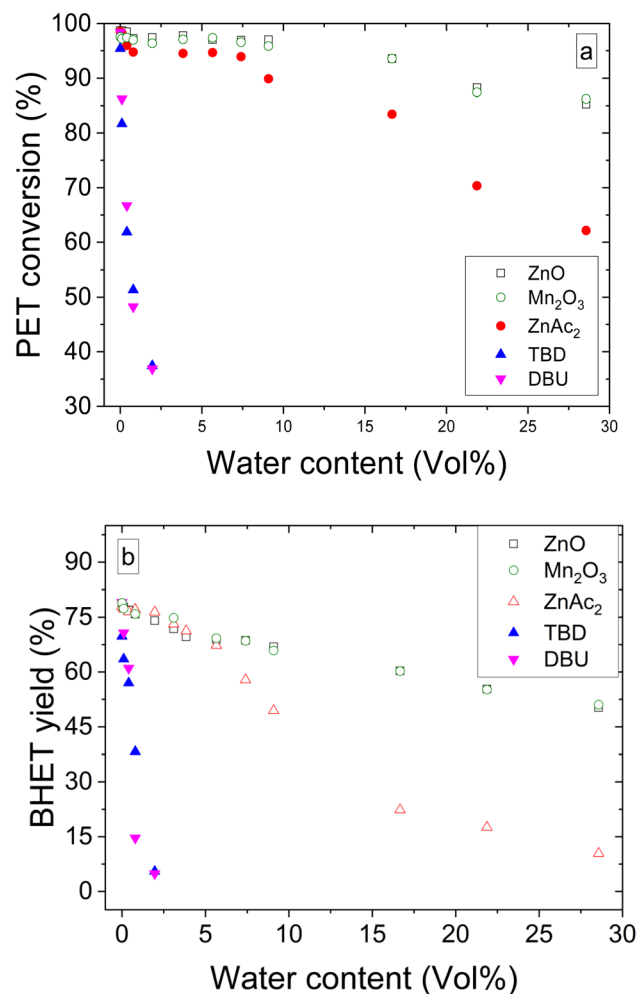 100
90
80
70
60
50
40
30
PET conversion (%)
a
ZnO
Mn₂O₃
ZnAc₂
TBD
DBU
0 5 10 15 20 25 30
Water content (Vol%)
90
75
60
45
30
15
0
BHET yield (%)
b
ZnO
Mn₂O₃
ZnAc₂
TBD
DBU
0 5 10 15 20 25 30
Water content (Vol%)